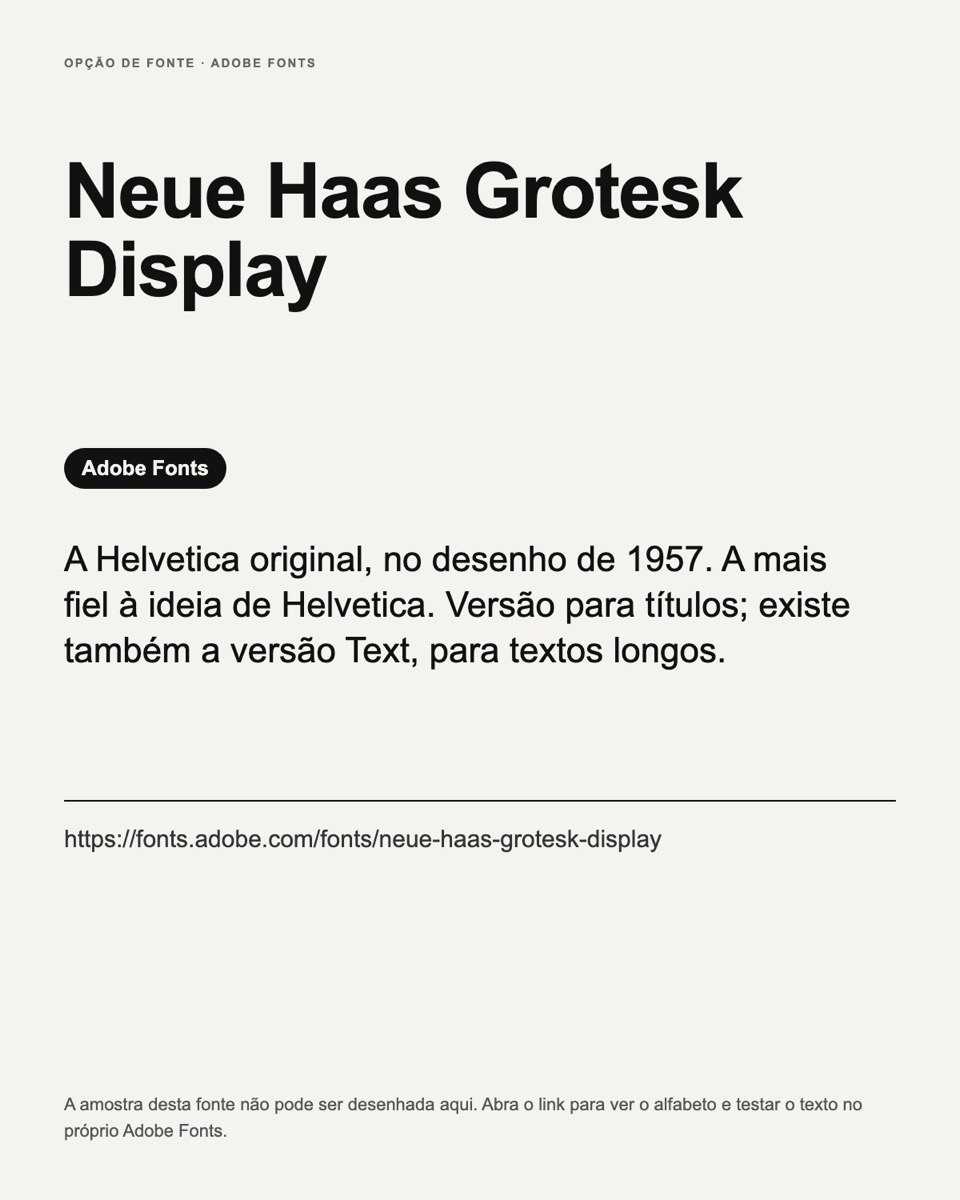 OPÇÃO DE FONTE · ADOBE FONTS
Neue Haas Grotesk
Display
Adobe Fonts
A Helvetica original, no desenho de 1957. A mais
fiel à ideia de Helvetica. Versão para títulos; existe
também a versão Text, para textos longos.
https://fonts.adobe.com/fonts/neue-haas-grotesk-display
A amostra desta fonte não pode ser desenhada aqui. Abra o link para ver o alfabeto e testar o texto no
próprio Adobe Fonts.